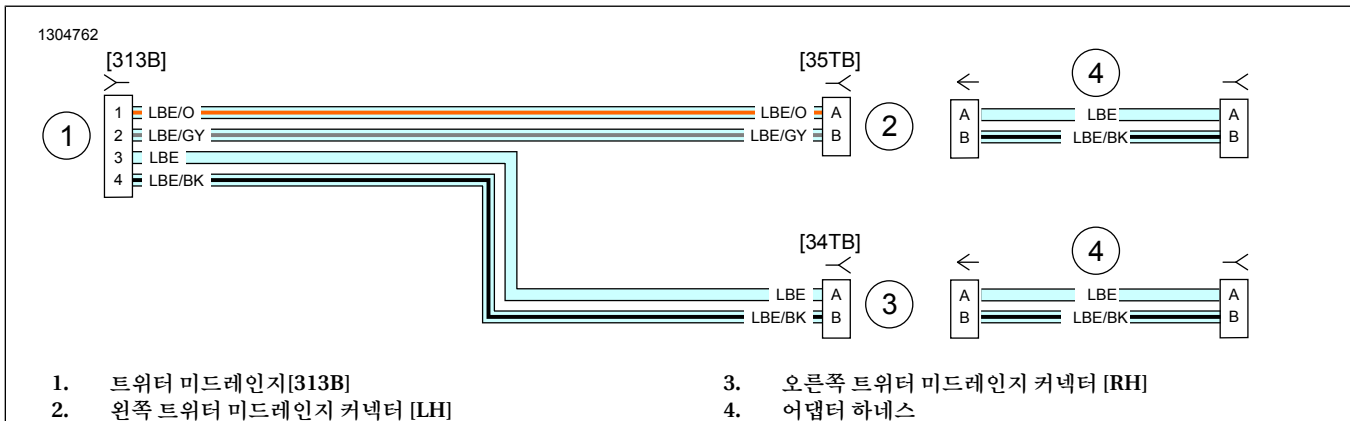 1304762
[313B] [35TB] 4
1 LBE/O LBE/O A A LBE A
1 2 LBE/GY LBE/GY B 2 B LBE/BK B
3 LBE
4 LBE/BK
[34TB] 4
LBE A 3 A LBE A
LBE/BK B B LBE/BK B
1. 트위터 미드레인지[313B]
2. 왼쪽 트위터 미드레인지 커넥터 [LH]
3. 오른쪽 트위터 미드레인지 커넥터 [RH]
4. 어댑터 하네스